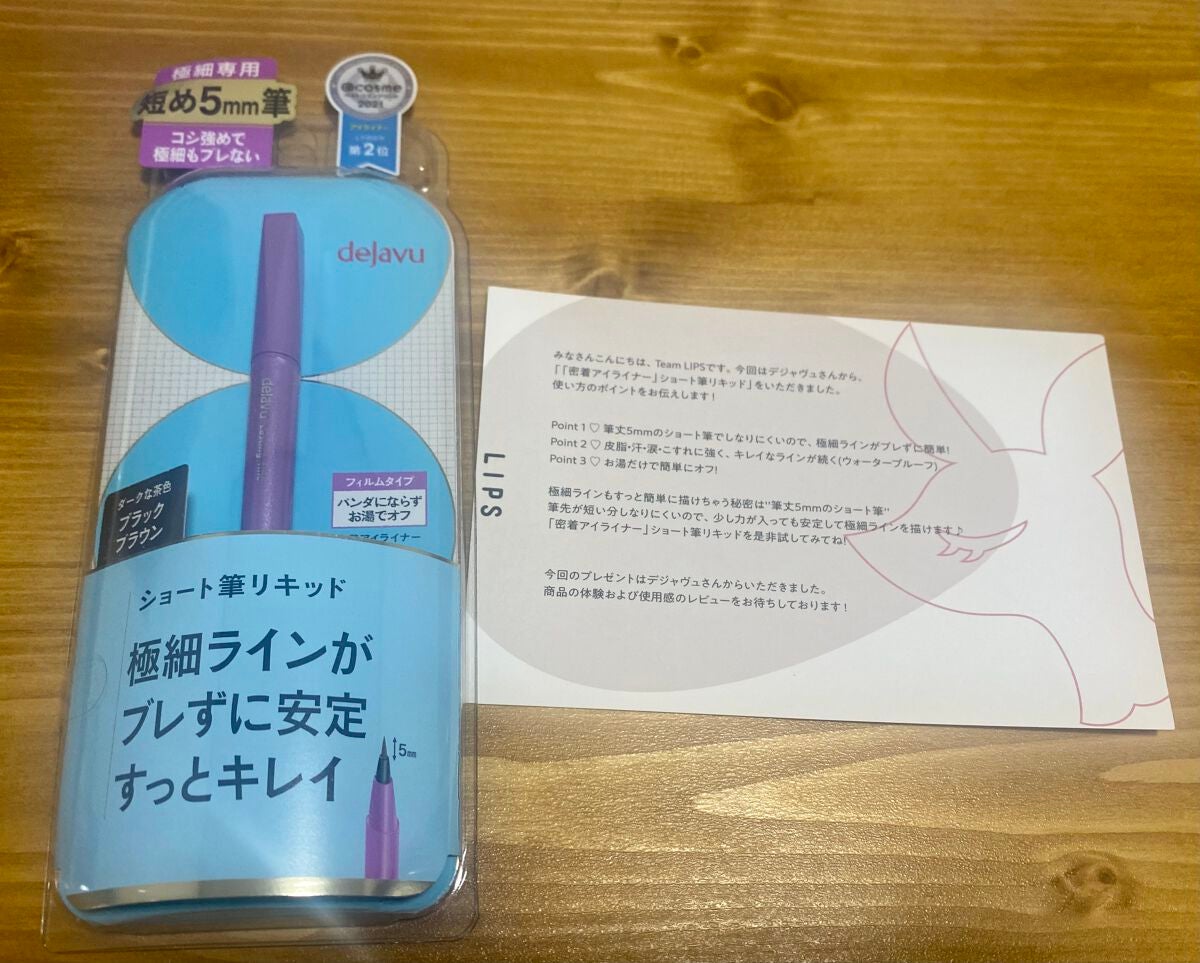 極細専用
短め5mm筆
コシ強めで
極細もブレない
@cosme
2021
アイライナー
第2位
dejavu
dejavu
ダークな茶色
ブラック
ブラウン
フィルムタイプ
パンダにならず
お湯でオフ
アイライナー
ショート筆リキッド
極細ラインが
ブレずに安定
すっとキレイ
5mm
LIPS
みなさんこんにちは、Team LIPSです。今回はデジャヴュさんから、
「「密着アイライナー」ショート筆リキッド」をいただきました。
使い方のポイントをお伝えします!
Point 1 ♡ 筆丈5mmのショート筆でしなりにくいので、極細ラインがブレずに簡単!
Point 2 ♡ 皮脂・汗・涙・こすれに強く、キレイなラインが続く(ウォータープルーフ)
Point 3 ♡ お湯だけで簡単にオフ!
極細ラインもすっと簡単に描けちゃう秘密は"筆丈5mmのショート筆"
筆先が短い分しなりにくいので、少し力が入っても安定して極細ラインを描けます♪
「密着アイライナー」ショート筆リキッドを是非試してみてね!
今回のプレゼントはデジャヴュさんからいただきました。
商品の体験および使用感のレビューをお待ちしております!